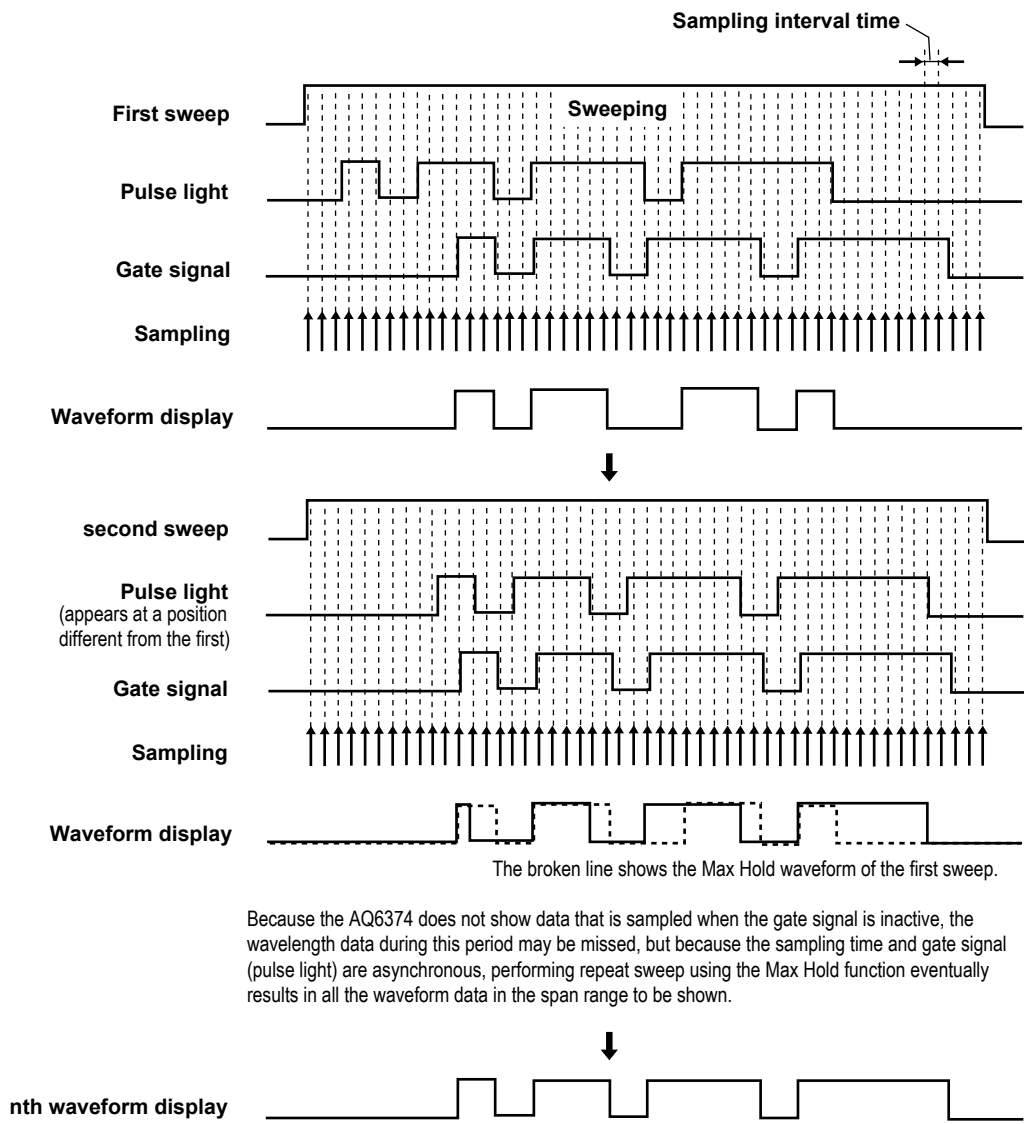 Sampling interval time
First sweep
Sweeping
Pulse light
Gate signal
Sampling
Waveform display
second sweep
Pulse light
(appears at a position
different from the first)
Gate signal
Sampling
Waveform display
The broken line shows the Max Hold waveform of the first sweep.
Because the AQ6374 does not show data that is sampled when the gate signal is inactive, the
wavelength data during this period may be missed, but because the sampling time and gate signal
(pulse light) are asynchronous, performing repeat sweep using the Max Hold function eventually
results in all the waveform data in the span range to be shown.
nth waveform display